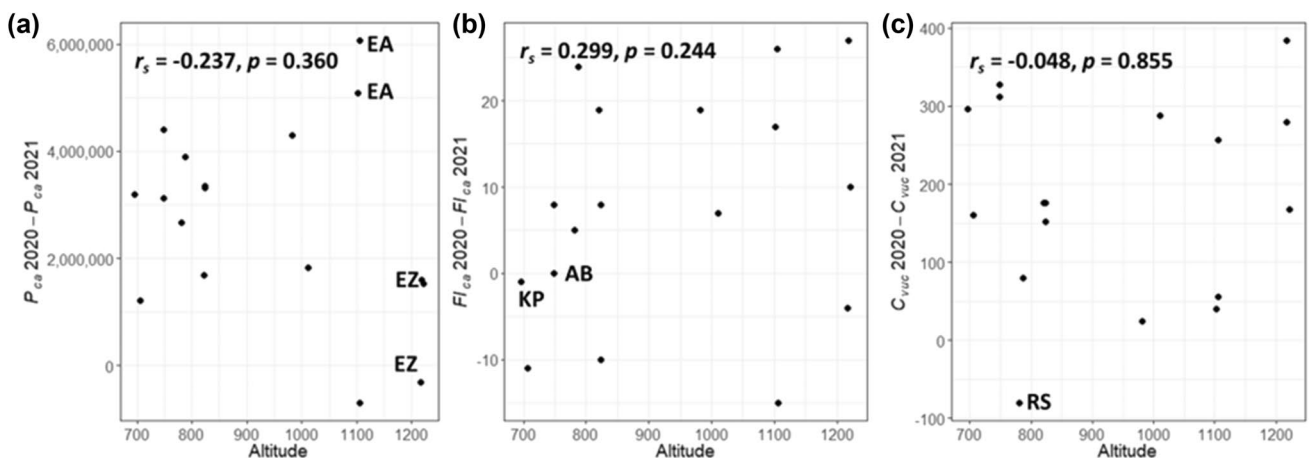 (a)
r_s = -0.237, p = 0.360
EA
EA
EZ
EZ
P_ca 2020 – P_ca 2021
6,000,000
4,000,000
2,000,000
0
700 800 900 1000 1100 1200
Altitude
(b)
r_s = 0.299, p = 0.244
AB
KP
FI_ca 2020 – FI_ca 2021
20
10
0
-10
700 800 900 1000 1100 1200
Altitude
(c)
r_s = -0.048, p = 0.855
RS
C_vuc 2020 – C_vuc 2021
400
300
200
100
0
-100
700 800 900 1000 1100 1200
Altitude